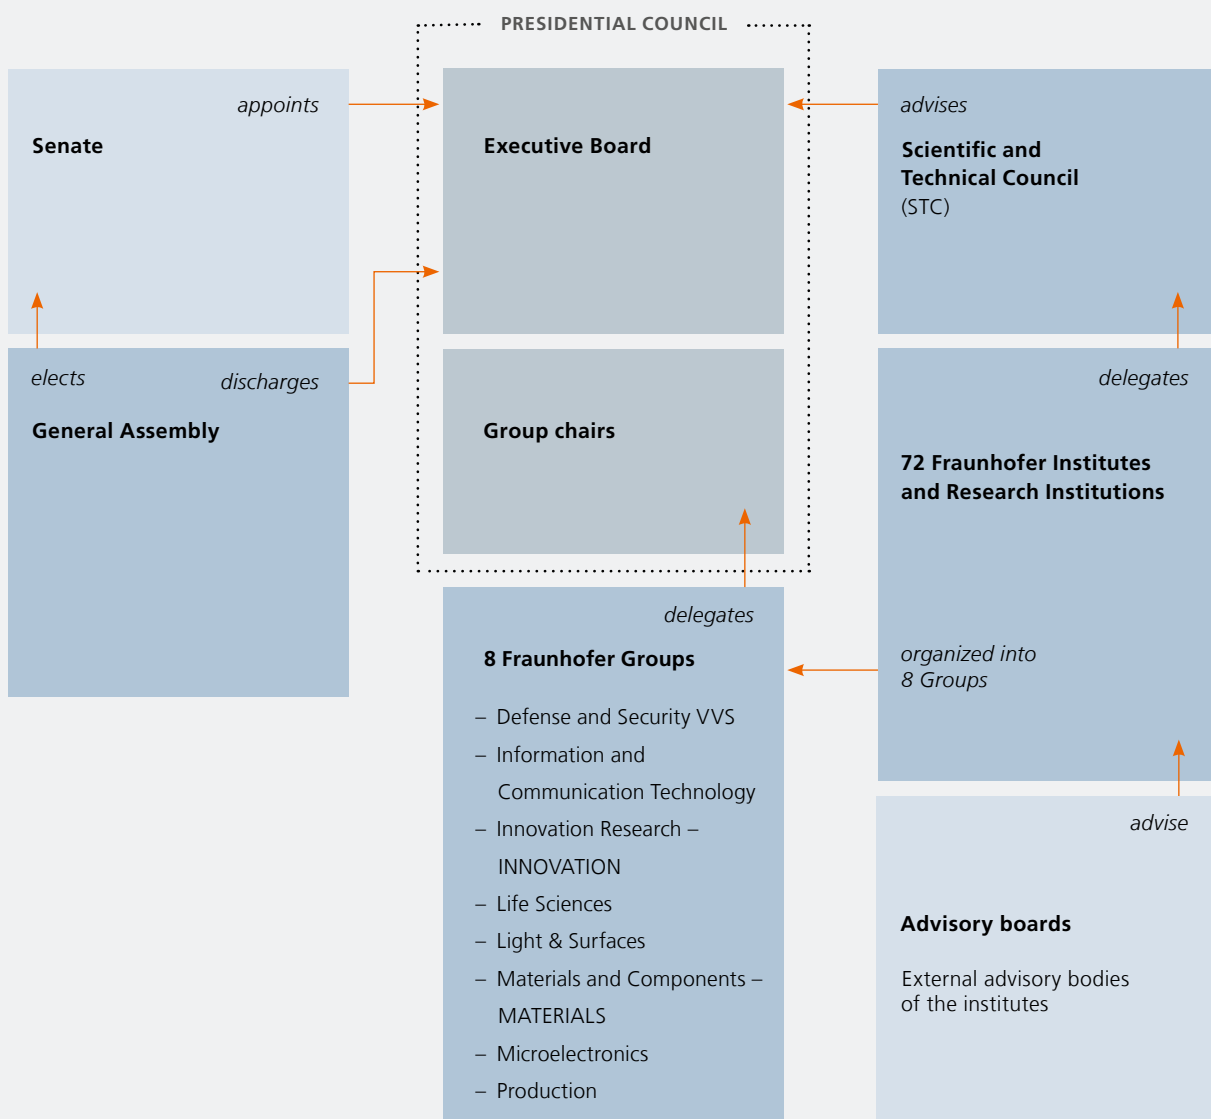 PRESIDENTIAL COUNCIL
appoints
Senate
Executive Board
advises
Scientific and
Technical Council
(STC)
elects
discharges
General Assembly
Group chairs
delegates
72 Fraunhofer Institutes
and Research Institutions
organized into
8 Groups
delegates
8 Fraunhofer Groups
– Defense and Security VVS
– Information and
Communication Technology
– Innovation Research –
INNOVATION
– Life Sciences
– Light & Surfaces
– Materials and Components –
MATERIALS
– Microelectronics
– Production
advise
Advisory boards
External advisory bodies
of the institutes